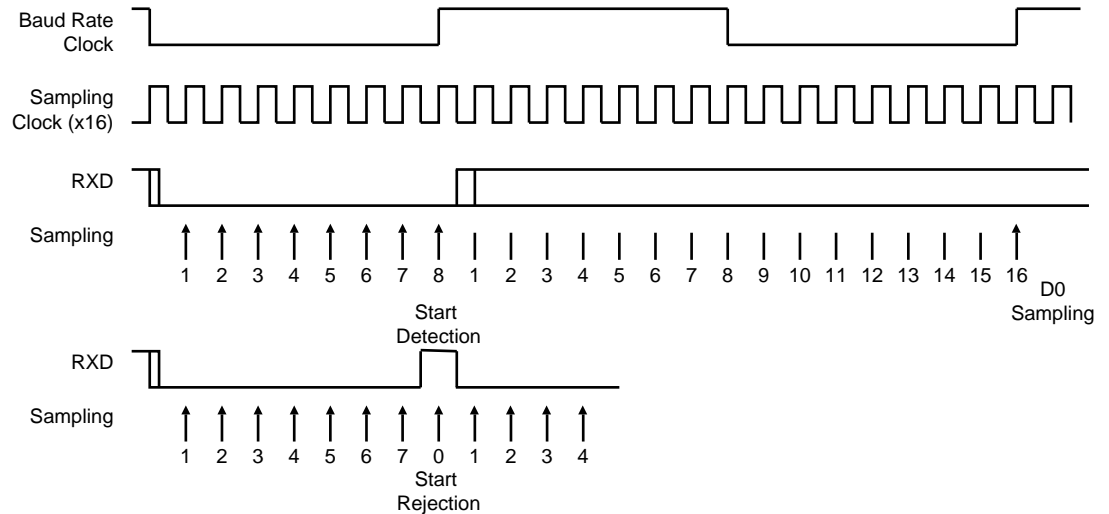 Baud Rate
Clock
Sampling
Clock (x16)
RXD
Sampling
1 2 3 4 5 6 7 8 1 2 3 4 5 6 7 8 9 10 11 12 13 14 15 16
D0
Sampling
Start
Detection
RXD
Sampling
1 2 3 4 5 6 7 0 1 2 3 4
Start
Rejection